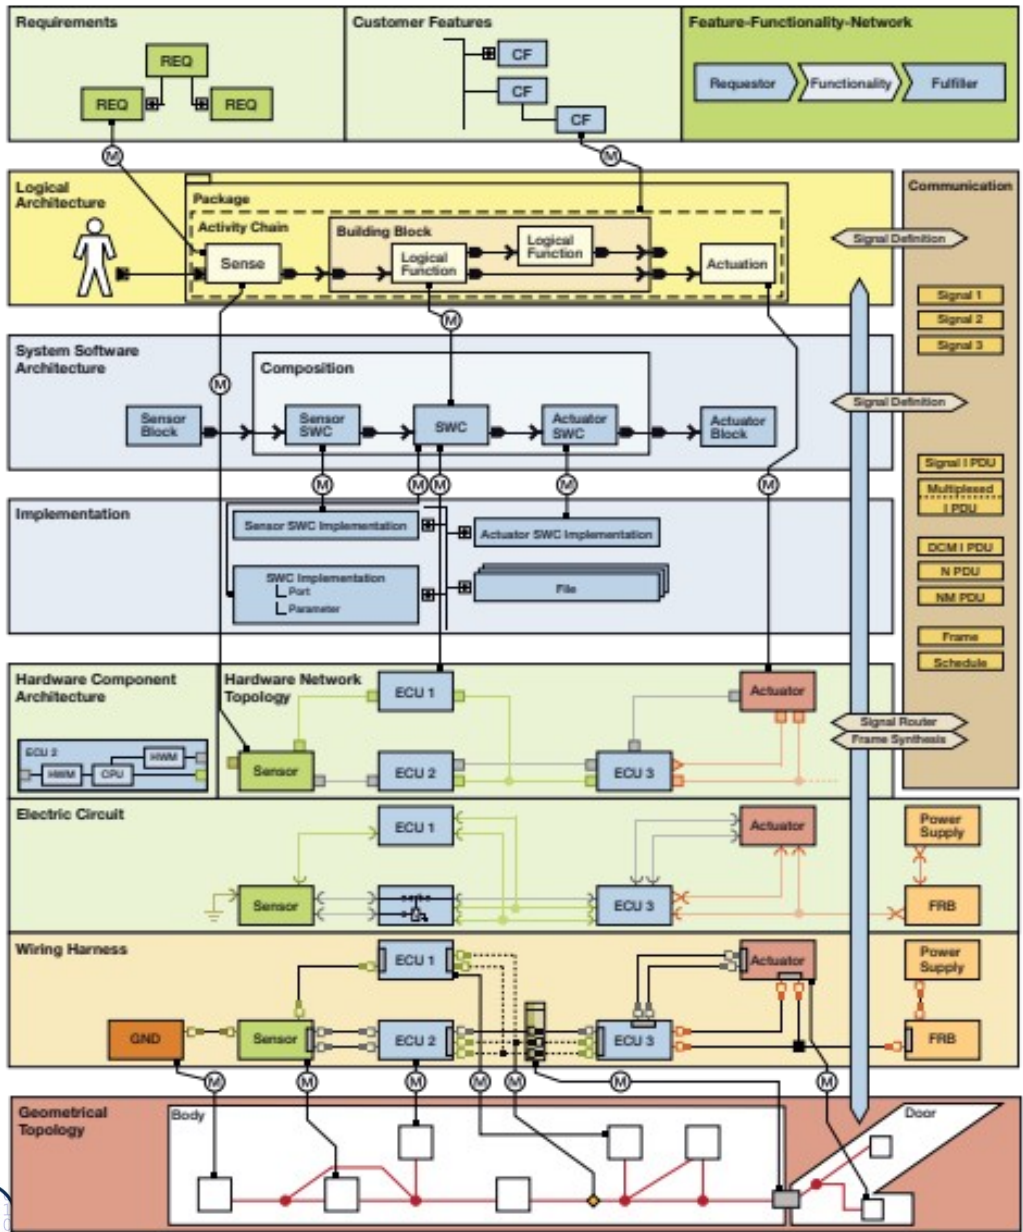 Requirements
REQ
REQ
REQ
M
Customer Features
CF
CF
CF
M
Feature-Functionality-Network
Requestor
Functionality
Fulfiller
Logical
Architecture
Package
Activity Chain
Sense
Building Block
Logical
Function
Logical
Function
Actuation
M
Communication
Signal Definition
Signal 1
Signal 2
Signal 3
Signal Definition
Signal I PDU
Multiplexed
I PDU
DCM I PDU
N PDU
NM PDU
Frame
Schedule
Signal Router
Frame Synthesis
System Software
Architecture
M
Composition
Sensor
Block
Sensor
SWC
SWC
Actuator
SWC
Actuator
Block
M
M
M
M
M
Implementation
Sensor SWC Implementation
Actuator SWC Implementation
SWC Implementation
Port
Parameter
File
Hardware Component
Architecture
ECU 2
HWM
CPU
HWM
Hardware Network
Topology
ECU 1
Actuator
Sensor
ECU 2
ECU 3
Electric Circuit
ECU 1
Actuator
Power
Supply
Sensor
ECU 3
FRB
Wiring Harness
ECU 1
Actuator
Power
Supply
GND
Sensor
ECU 2
ECU 3
FRB
M
M
M
M
M
M
M
Geometrical
Topology
Body
Door